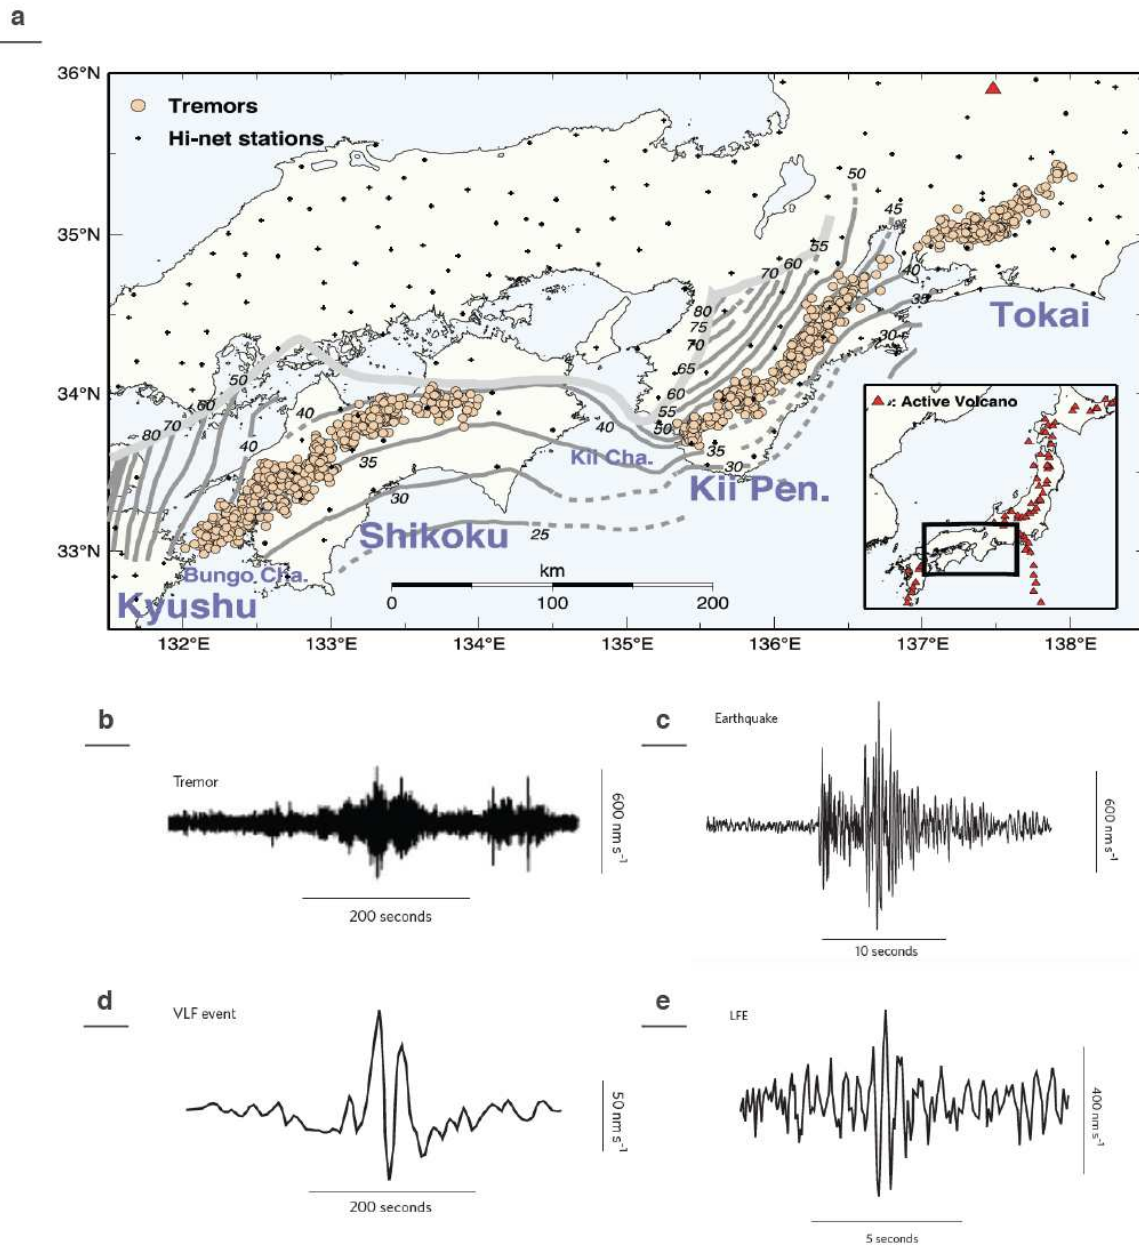 a
36°N
35°N
34°N
33°N
Tremors
Hi-net stations
50
45
55
60
70
40
35
80
75
30
70
65
60
55
50
Tokai
50
60
70
80
40
40
35
30
25
40
35
30
Kii Cha.
Kii Pen.
Shikoku
Bungo Cha.
Kyushu
km
0 100 200
Active Volcano
132°E 133°E 134°E 135°E 136°E 137°E 138°E
b
Tremor
600 nm s⁻¹
200 seconds
c
Earthquake
600 nm s⁻¹
10 seconds
d
VLF event
50 nm s⁻¹
200 seconds
e
LFE
400 nm s⁻¹
5 seconds